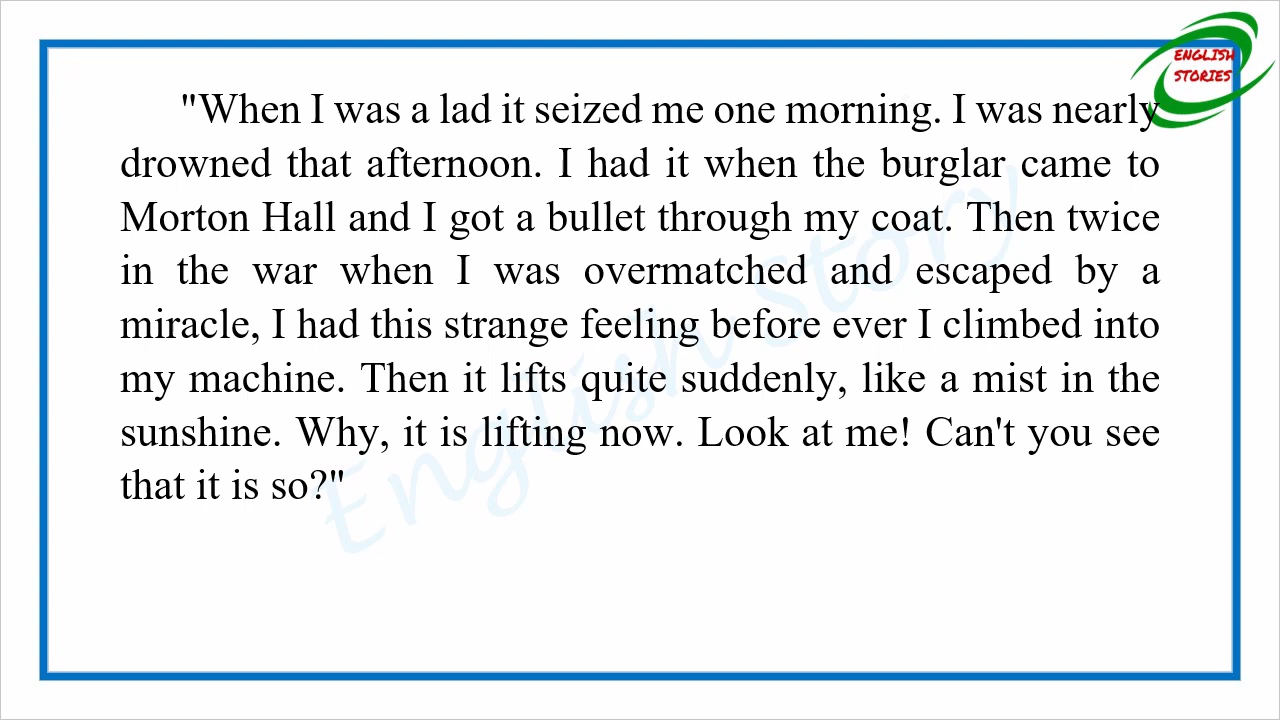 ENGLISH
STORIES
"When I was a lad it seized me one morning. I was nearly
drowned that afternoon. I had it when the burglar came to
Morton Hall and I got a bullet through my coat. Then twice
in the war when I was overmatched and escaped by a
miracle, I had this strange feeling before ever I climbed into
my machine. Then it lifts quite suddenly, like a mist in the
sunshine. Why, it is lifting now. Look at me! Can't you see
that it is so?"
English Story